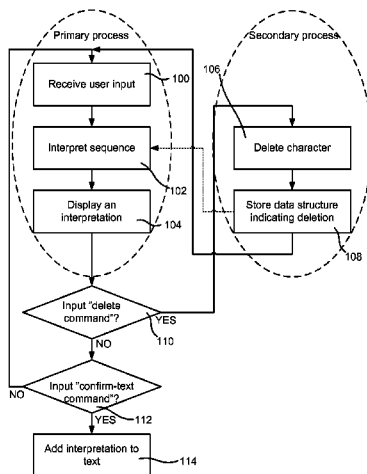 Primary process
Secondary process
Receive user input
100
Interpret sequence
102
Display an
interpretation
104
106
Delete character
Store data structure
indicating deletion
108
Input "delete
command"?
110
YES
NO
Input "confirm-text
command"?
112
NO
YES
Add interpretation to
text
114